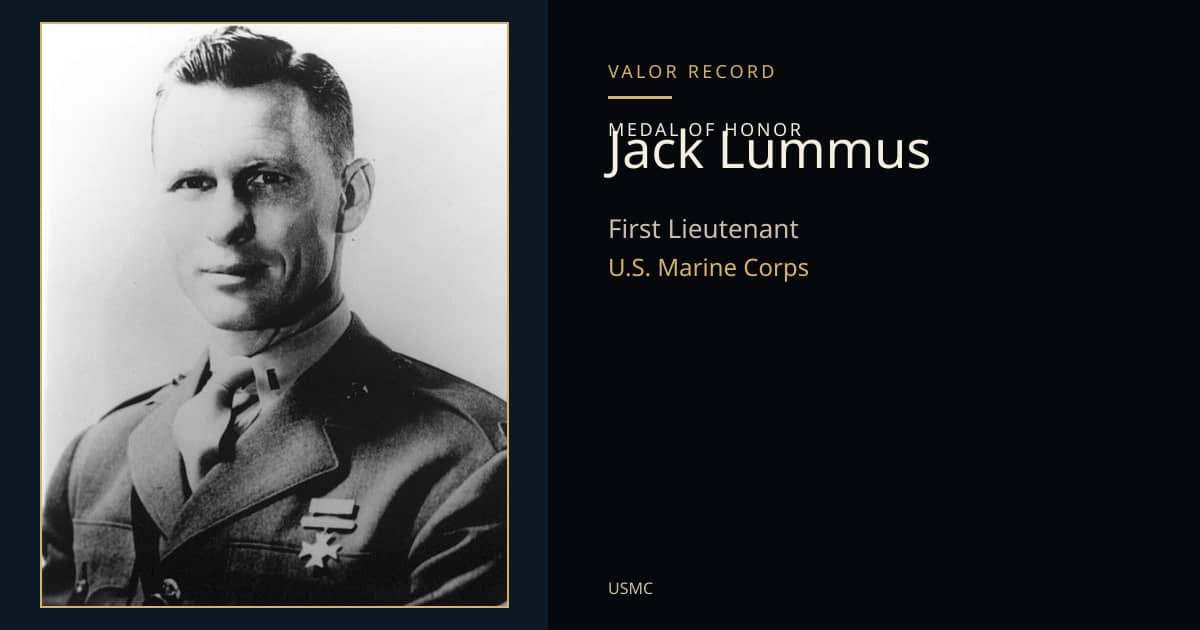 VALOR RECORD
MEDAL OF HONOR
Jack Lummus
First Lieutenant
U.S. Marine Corps
USMC